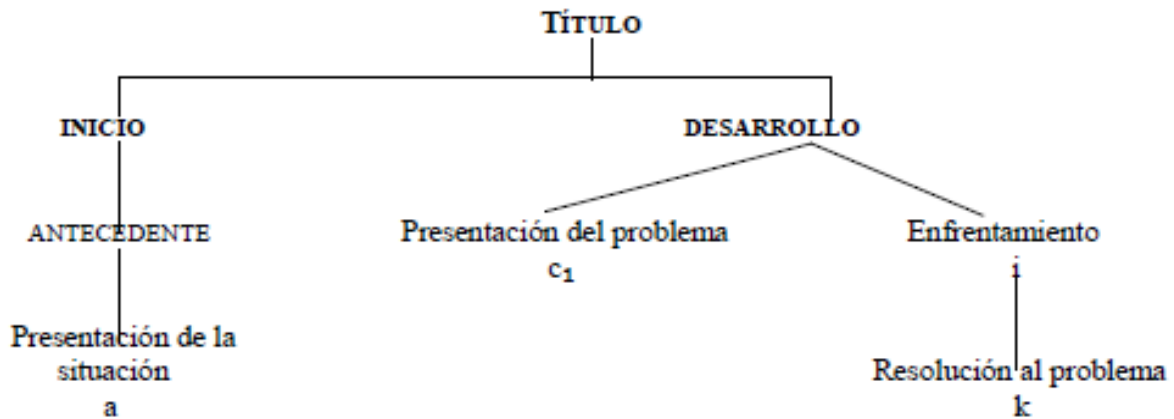 TÍTULO
INICIO
DESARROLLO
ANTECEDENTE
Presentación del problema
c₁
Enfrentamiento
i
Presentación de la
situación
a
Resolución al problema
k